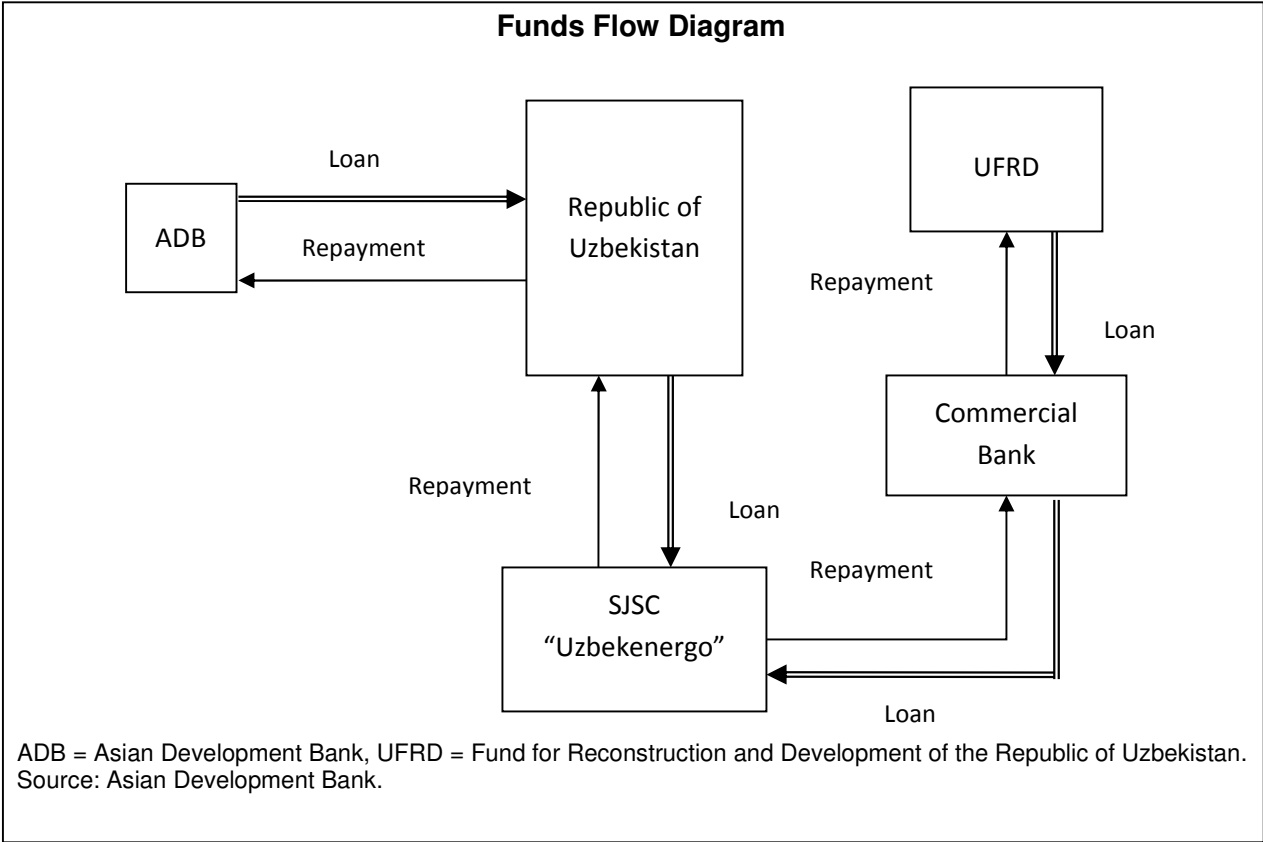 Funds Flow Diagram
Loan
ADB
Repayment
Republic of
Uzbekistan
UFRD
Repayment
Loan
Commercial
Bank
Repayment
Loan
SJSC
“Uzbekenergo”
Repayment
Loan
ADB = Asian Development Bank, UFRD = Fund for Reconstruction and Development of the Republic of Uzbekistan.
Source: Asian Development Bank.